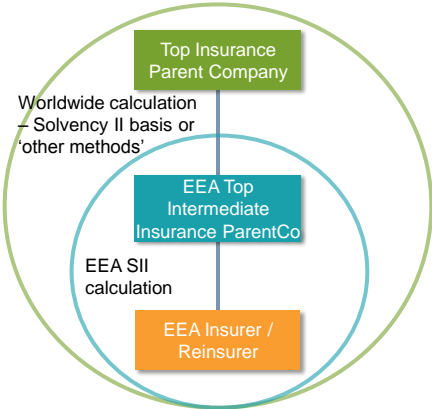 Top Insurance
Parent Company
Worldwide calculation
– Solvency II basis or
‘other methods’
EEA Top
Intermediate
Insurance ParentCo
EEA SII
calculation
EEA Insurer /
Reinsurer